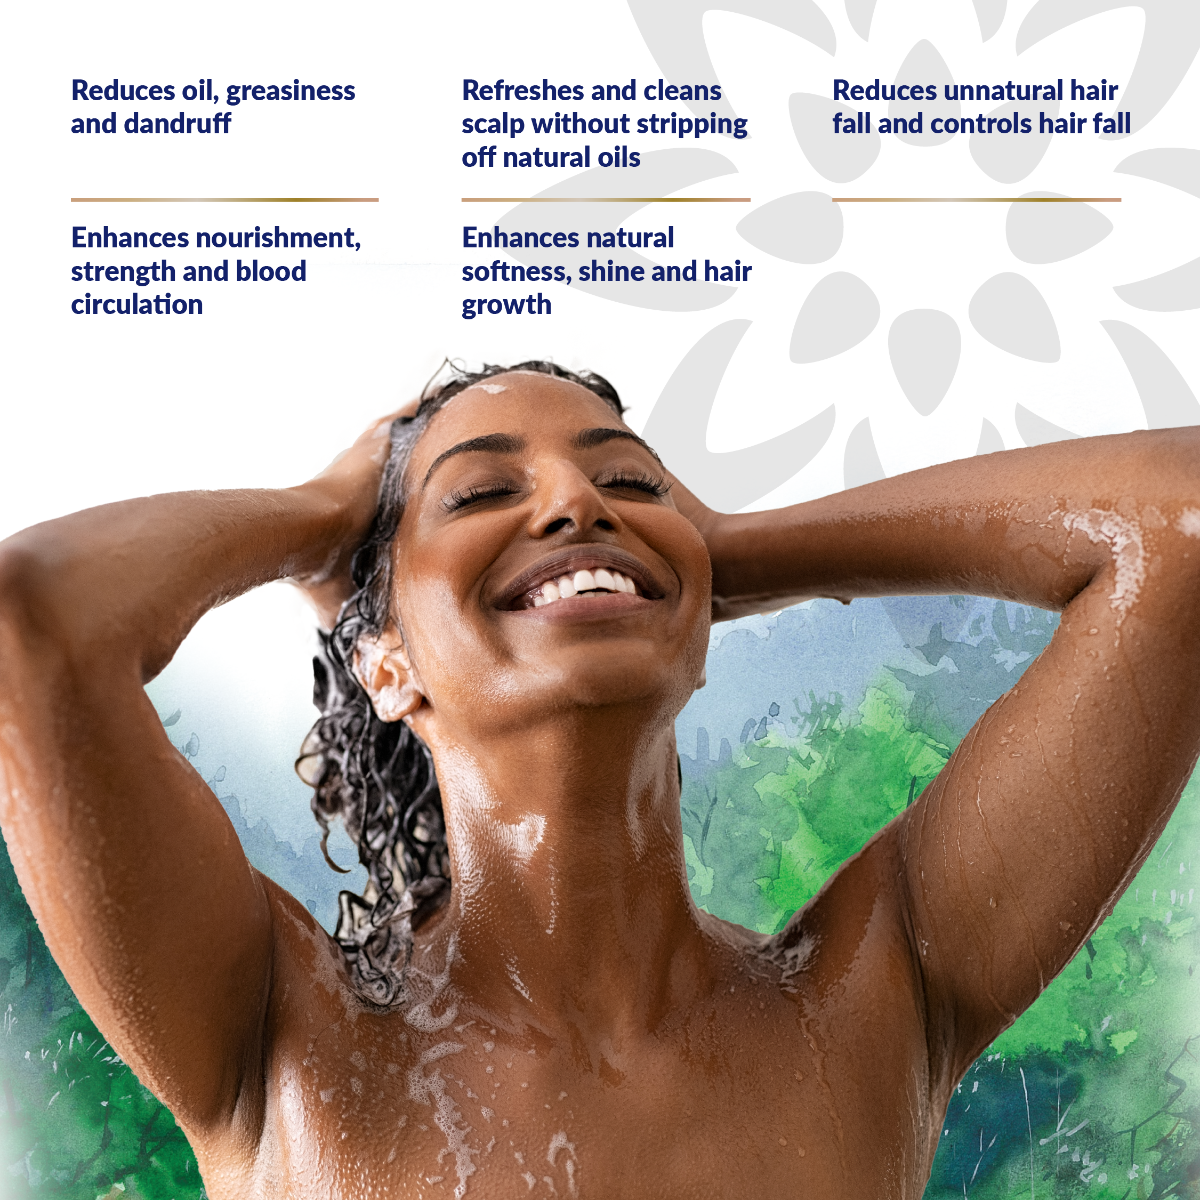 Reduces oil, greasiness
and dandruff
Refreshes and cleans
scalp without stripping
off natural oils
Reduces unnatural hair
fall and controls hair fall
Enhances nourishment,
strength and blood
circulation
Enhances natural
softness, shine and hair
growth